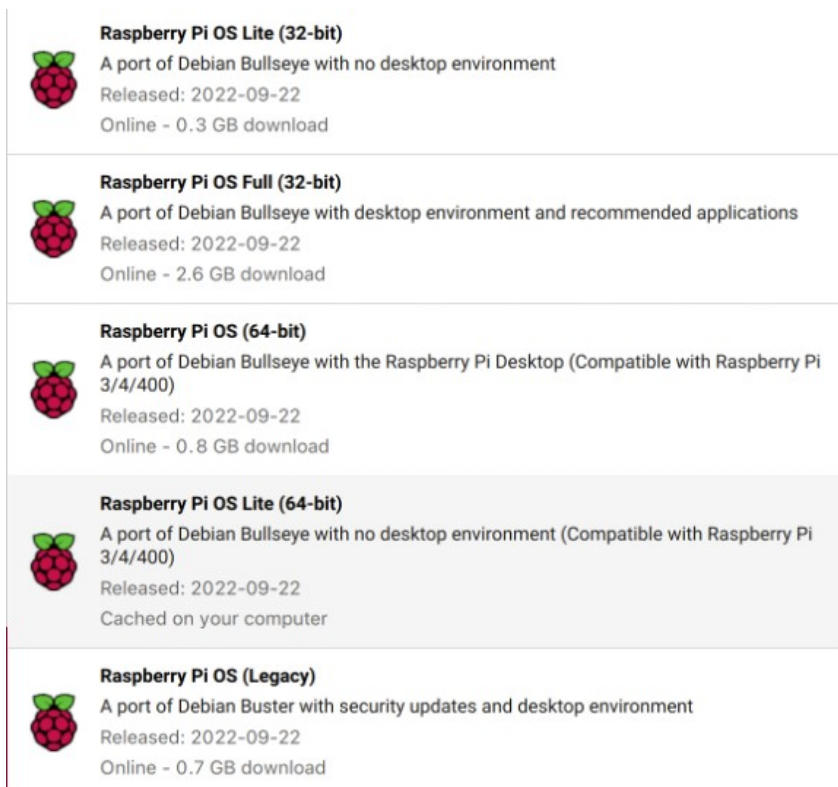 Raspberry Pi OS Lite (32-bit)
A port of Debian Bullseye with no desktop environment
Released: 2022-09-22
Online - 0.3 GB download
Raspberry Pi OS Full (32-bit)
A port of Debian Bullseye with desktop environment and recommended applications
Released: 2022-09-22
Online - 2.6 GB download
Raspberry Pi OS (64-bit)
A port of Debian Bullseye with the Raspberry Pi Desktop (Compatible with Raspberry Pi
3/4/400)
Released: 2022-09-22
Online - 0.8 GB download
Raspberry Pi OS Lite (64-bit)
A port of Debian Bullseye with no desktop environment (Compatible with Raspberry Pi
3/4/400)
Released: 2022-09-22
Cached on your computer
Raspberry Pi OS (Legacy)
A port of Debian Buster with security updates and desktop environment
Released: 2022-09-22
Online - 0.7 GB download